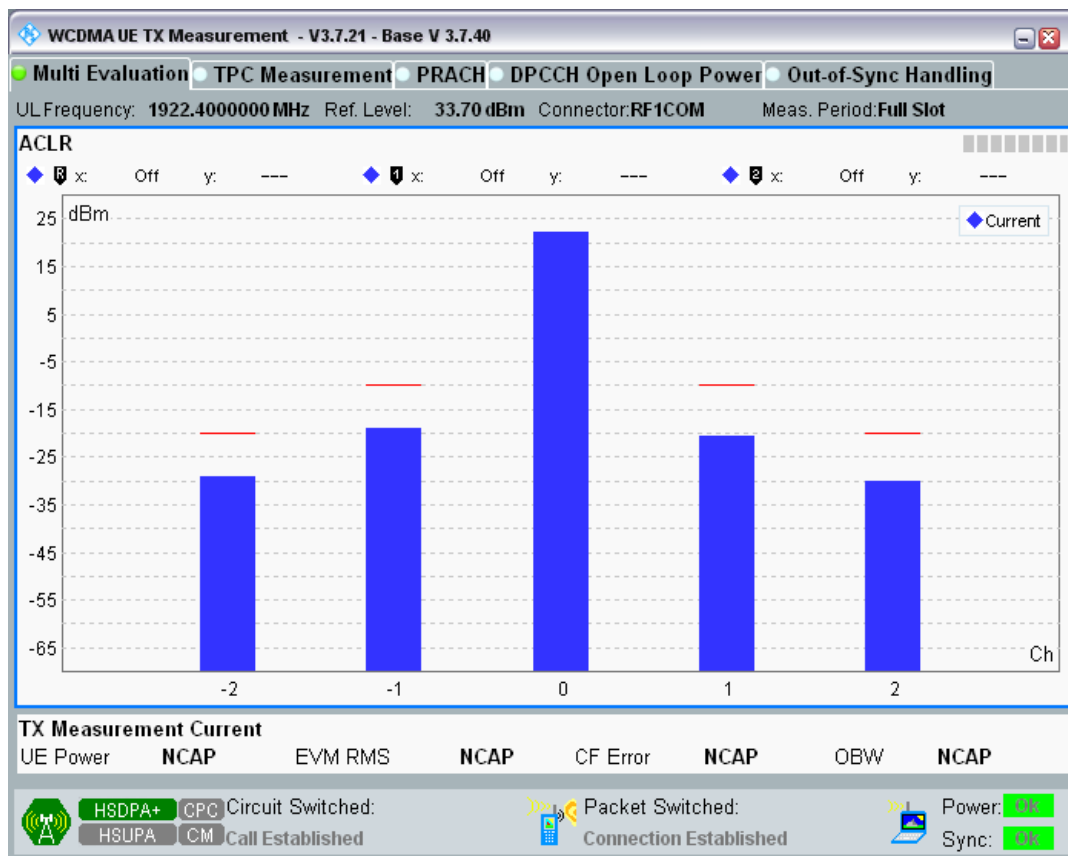 WCDMA UE TX Measurement - V3.7.21 - Base V 3.7.40
Multi Evaluation TPC Measurement PRACH DPCCH Open Loop Power Out-of-Sync Handling
UL Frequency: 1922.4000000 MHz Ref. Level: 33.70 dBm Connector:RF1COM Meas. Period:Full Slot
ACLR
R x: Off y: --- 1 x: Off y: --- 2 x: Off y: ---
dBm
Current
25
15
5
-5
-15
-25
-35
-45
-55
-65
Ch
-2 -1 0 1 2
TX Measurement Current
UE Power NCAP EVM RMS NCAP CF Error NCAP OBW NCAP
HSDPA+ CPC Circuit Switched: Packet Switched: Power: OK
HSUPA CM Call Established Connection Established Sync: OK